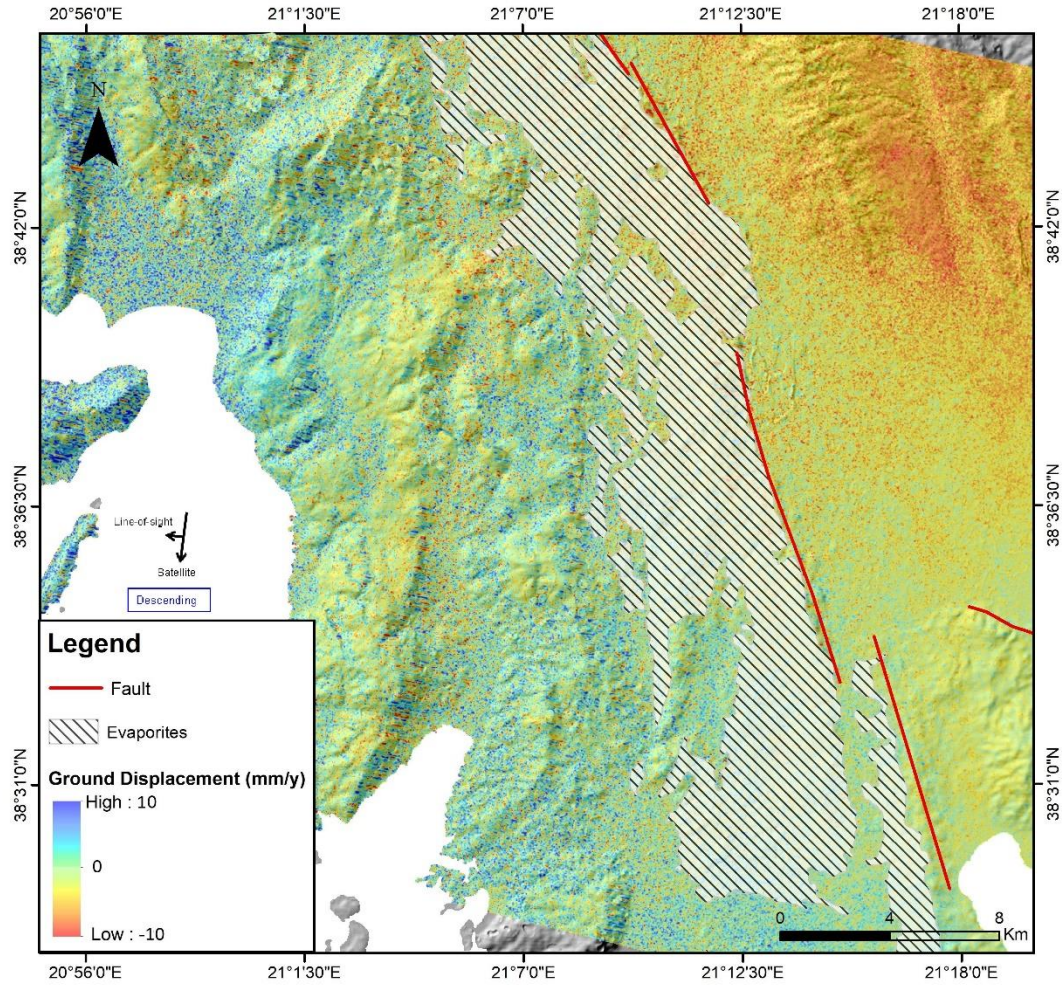 20°56'0"E 21°1'30"E 21°7'0"E 21°12'30"E 21°18'0"E
N
38°42'0"N 38°42'0"N
38°36'30"N 38°36'30"N
Line-of-sight
Satellite
Descending
Legend
Fault
Evaporites
Ground Displacement (mm/y)
High : 10
0
Low : -10
38°31'0"N
0 4 8
Km
20°56'0"E 21°1'30"E 21°7'0"E 21°12'30"E 21°18'0"E